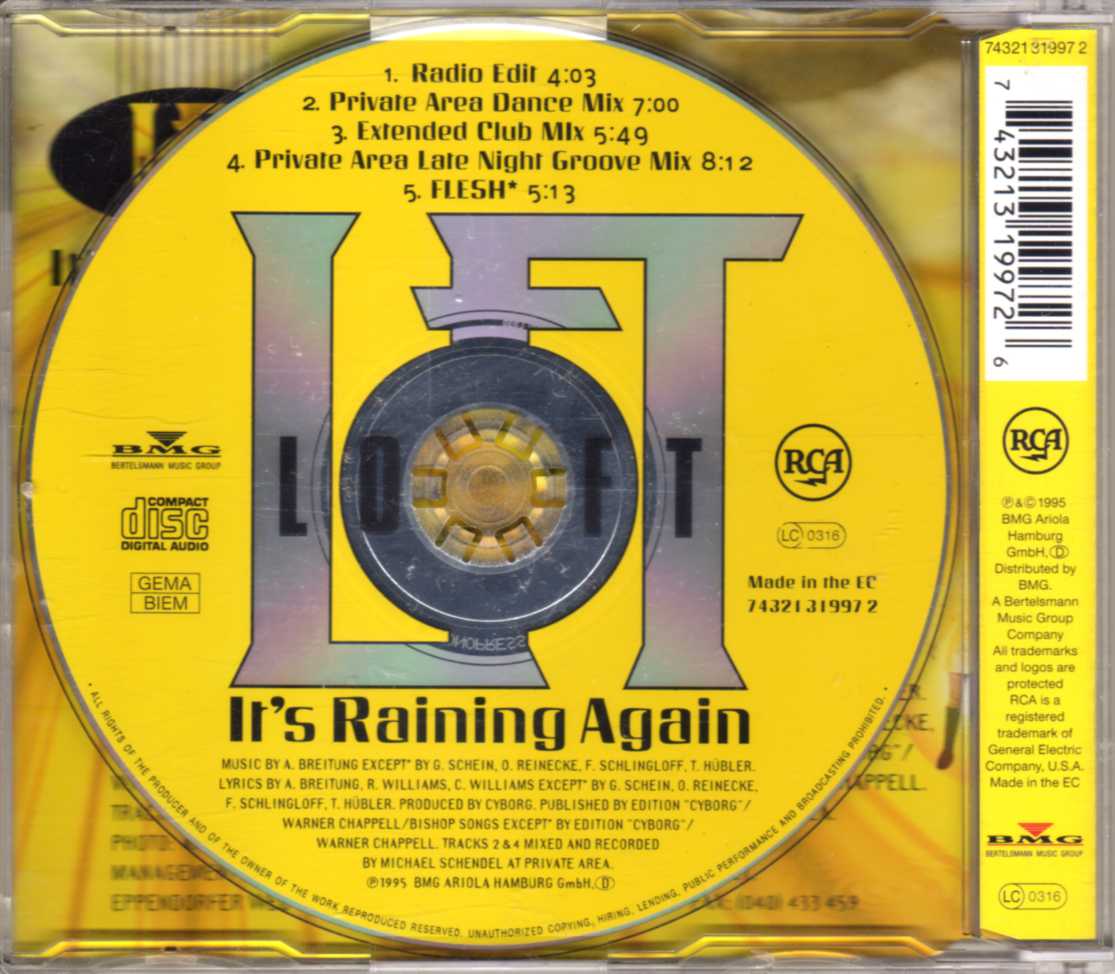 1. Radio Edit 4:03
2. Private Area Dance Mix 7:00
3. Extended Club MIx 5:49
4. Private Area Late Night Groove Mix 8:12
5. FLESH* 5:13
LOFT
BMG
BERTELSMANN MUSIC GROUP
COMPACT
disc
DIGITAL AUDIO
GEMA
BIEM
RCA
LC 0316
Made in the EC
74321 31997 2
It's Raining Again
MUSIC BY A. BREITUNG EXCEPT* BY G. SCHEIN, O. REINECKE, F. SCHLINGLOFF, T. HÜBLER.
LYRICS BY A. BREITUNG, R. WILLIAMS, C. WILLIAMS EXCEPT* BY G. SCHEIN, O. REINECKE,
F. SCHLINGLOFF, T. HÜBLER. PRODUCED BY CYBORG. PUBLISHED BY EDITION "CYBORG"/
WARNER CHAPPELL/BISHOP SONGS EXCEPT* BY EDITION "CYBORG"/
WARNER CHAPPELL. TRACKS 2 & 4 MIXED AND RECORDED
BY MICHAEL SCHENDEL AT PRIVATE AREA.
℗1995 BMG ARIOLA HAMBURG GmbH, D
· ALL RIGHTS OF THE PRODUCER AND OF THE OWNER OF THE WORK REPRODUCED RESERVED. UNAUTHORIZED COPYING, HIRING, LENDING, PUBLIC PERFORMANCE AND BROADCASTING PROHIBITED. ·
EPPENDORFER
(040) 433 459
74321 31997 2
7 43213 19972 6
RCA
℗&©1995
BMG Ariola
Hamburg
GmbH, D
Distributed by
BMG.
A Bertelsmann
Music Group
Company
All trademarks
and logos are
protected
RCA is a
registered
trademark of
General Electric
Company, U.S.A.
Made in the EC
BMG
BERTELSMANN MUSIC GROUP
LC 0316